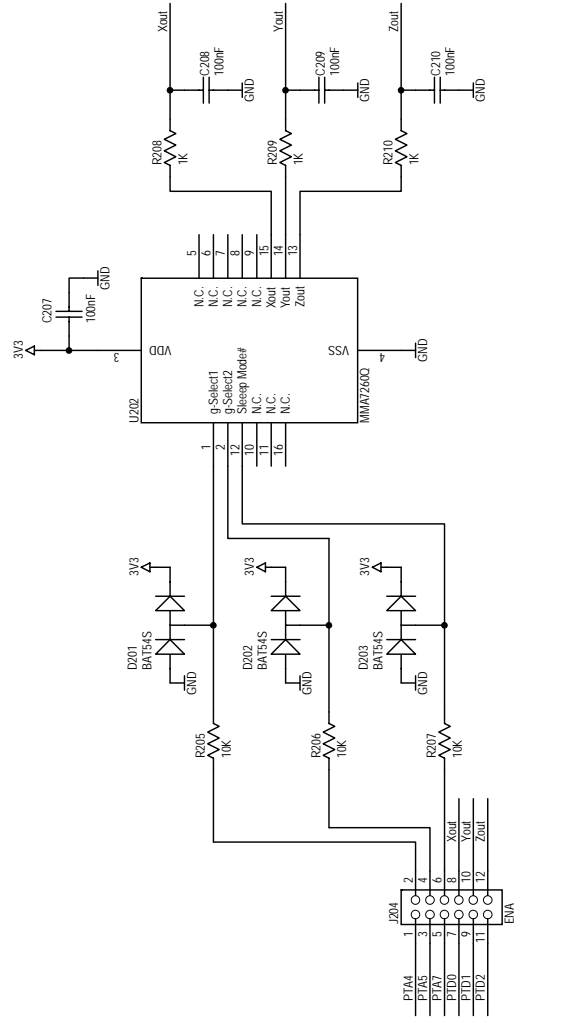 Xout
C208
100nF
GND
R208
1K
Yout
C209
100nF
GND
R209
1K
Zout
C210
100nF
GND
R210
1K
3V3
C207
100nF
GND
U202
3
VDD
VSS
4
GND
MMA7260Q
5 N.C.
6 N.C.
7 N.C.
8 N.C.
9 N.C.
15 Xout
14 Yout
13 Zout
1 g-Select1
2 g-Select2
12 Sleeep Mode#
10 N.C.
11 N.C.
16 N.C.
3V3
D201
BAT54S
GND
3V3
D202
BAT54S
GND
3V3
D203
BAT54S
GND
R205
10K
R206
10K
R207
10K
J204
ENA
PTA4 1 2
PTA5 3 4
PTA7 5 6
PTD0 7 8 Xout
PTD1 9 10 Yout
PTD2 11 12 Zout